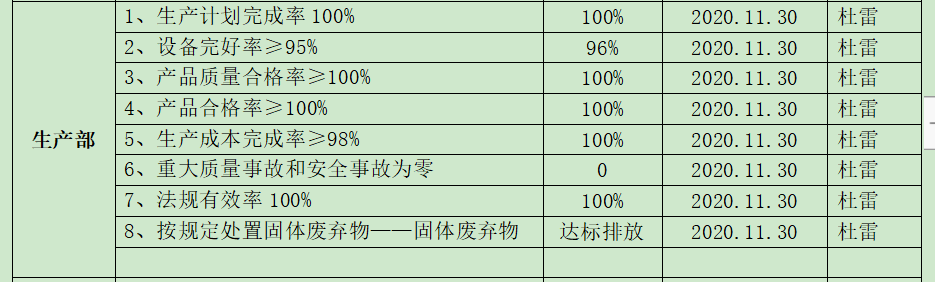 1、生产计划完成率100% 100% 2020.11.30 杜雷
2、设备完好率≥95% 96% 2020.11.30 杜雷
3、产品质量合格率≥100% 100% 2020.11.30 杜雷
4、产品合格率≥100% 100% 2020.11.30 杜雷
生产部 5、生产成本完成率≥98% 100% 2020.11.30 杜雷
6、重大质量事故和安全事故为零 0 2020.11.30 杜雷
7、法规有效率100% 100% 2020.11.30 杜雷
8、按规定处置固体废弃物——固体废弃物 达标排放 2020.11.30 杜雷